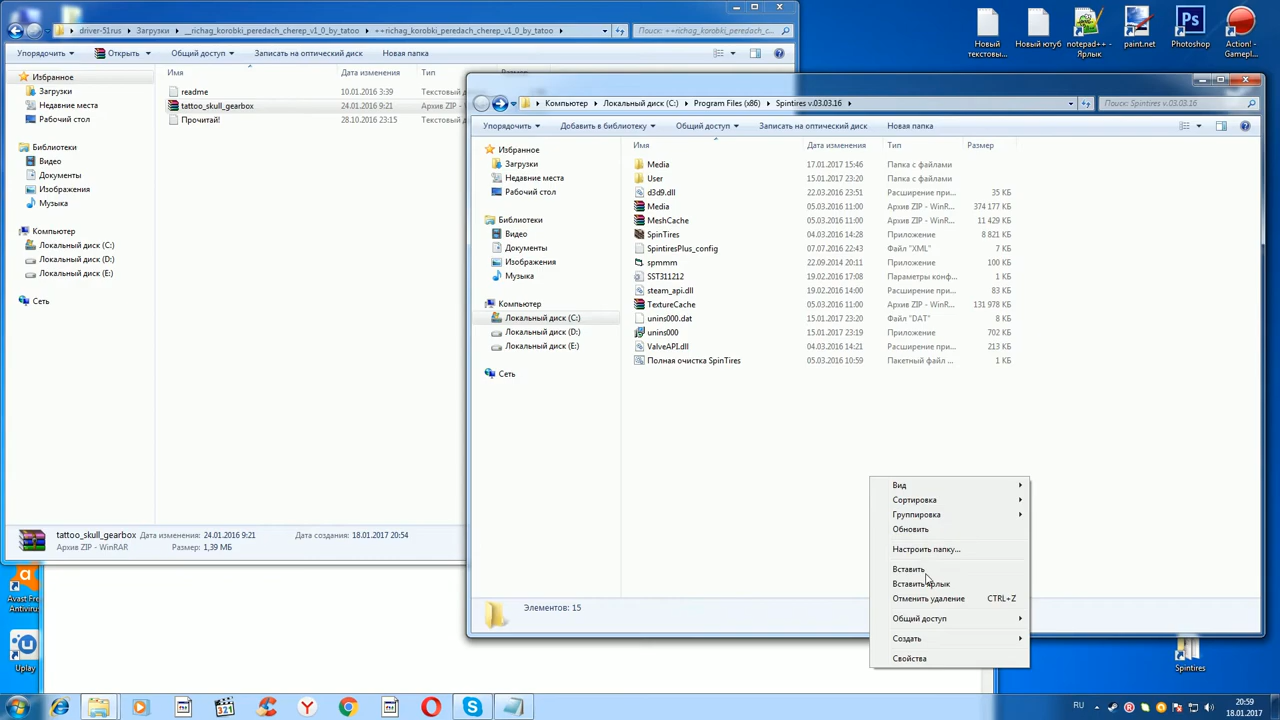 driver-51rus ▸ Загрузки ▸ __richag_korobki_peredach_cherep_v1_0_by_tatoo ▸ ++richag_korobki_peredach_cherep_v1_0_by_tatoo
Поиск: ++richag_korobki_peredach_c...
Упорядочить
Открыть
Общий доступ
Записать на оптический диск
Новая папка
Имя
Дата изменения
Тип
Размер
Избранное
Загрузки
Недавние места
Рабочий стол
Библиотеки
Видео
Документы
Изображения
Музыка
Компьютер
Локальный диск (C:)
Локальный диск (D:)
Локальный диск (E:)
Сеть
readme 10.01.2016 3:39 Текстовый
tattoo_skull_gearbox 24.01.2016 9:21 Архив ZIP -
Прочитай! 28.10.2016 23:15 Текстовый
tattoo_skull_gearbox Дата изменения: 24.01.2016 9:21 Дата создания: 18.01.2017 20:54
Архив ZIP - WinRAR Размер: 1,39 МБ
Компьютер ▸ Локальный диск (C:) ▸ Program Files (x86) ▸ Spintires v.03.03.16
Поиск: Spintires v.03.03.16
Упорядочить
Добавить в библиотеку
Общий доступ
Записать на оптический диск
Новая папка
Имя
Дата изменения
Тип
Размер
Избранное
Загрузки
Недавние места
Рабочий стол
Библиотеки
Видео
Документы
Изображения
Музыка
Компьютер
Локальный диск (C:)
Локальный диск (D:)
Локальный диск (E:)
Сеть
Media 17.01.2017 15:46 Папка с файлами
User 15.01.2017 23:20 Папка с файлами
d3d9.dll 22.03.2016 23:51 Расширение при... 35 КБ
Media 05.03.2016 11:00 Архив ZIP - WinR... 374 177 КБ
MeshCache 05.03.2016 11:00 Архив ZIP - WinR... 11 429 КБ
SpinTires 04.03.2016 14:28 Приложение 8 821 КБ
SpintiresPlus_config 07.07.2016 22:43 Файл "XML" 7 КБ
spmmm 22.09.2014 20:11 Приложение 100 КБ
SST311212 19.02.2016 17:08 Параметры конф... 1 КБ
steam_api.dll 19.02.2016 14:00 Расширение при... 83 КБ
TextureCache 05.03.2016 11:00 Архив ZIP - WinR... 131 978 КБ
unins000.dat 15.01.2017 23:20 Файл "DAT" 8 КБ
unins000 15.01.2017 23:19 Приложение 702 КБ
ValveAPI.dll 04.03.2016 14:21 Расширение при... 213 КБ
Полная очистка SpinTires 05.03.2016 10:59 Пакетный файл ... 1 КБ
Элементов: 15
Вид
Сортировка
Группировка
Обновить
Настроить папку...
Вставить
Вставить ярлык
Отменить удаление CTRL+Z
Общий доступ
Создать
Свойства
Новый текстовы...
Новый ютуб
notepad++ - Ярлык
paint.net
Photoshop
Action! - Gamepl...
Avast Fre...
Antivirus
Uplay
Spintires
RU
20:59
18.01.2017